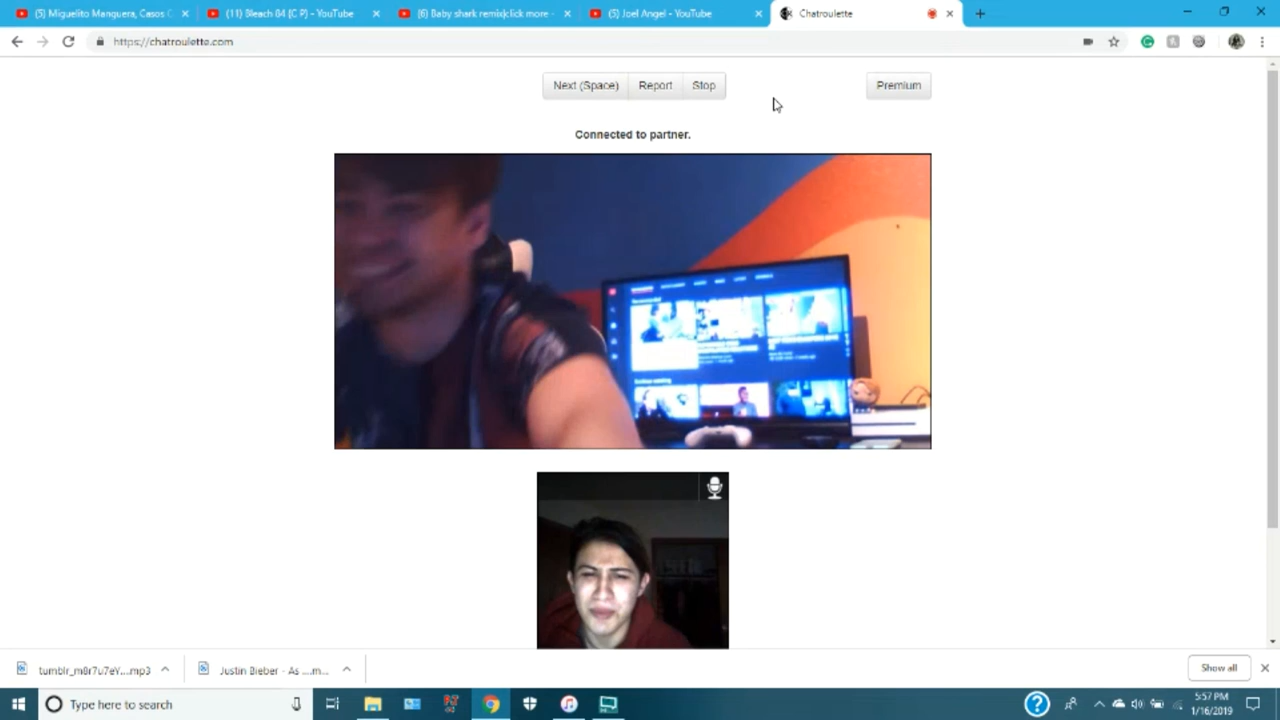 (5) Miguelito Manguera, Casos C
(11) Bleach 84 (C P) - YouTube
(6) Baby shark remix|click more -
(5) Joel Angel - YouTube
Chatroulette
https://chatroulette.com
Next (Space) Report Stop Premium
Connected to partner.
tumblr_m8r7u7eY....mp3
Justin Bieber - As ....m...
Show all
Type here to search
5:57 PM
1/16/2019